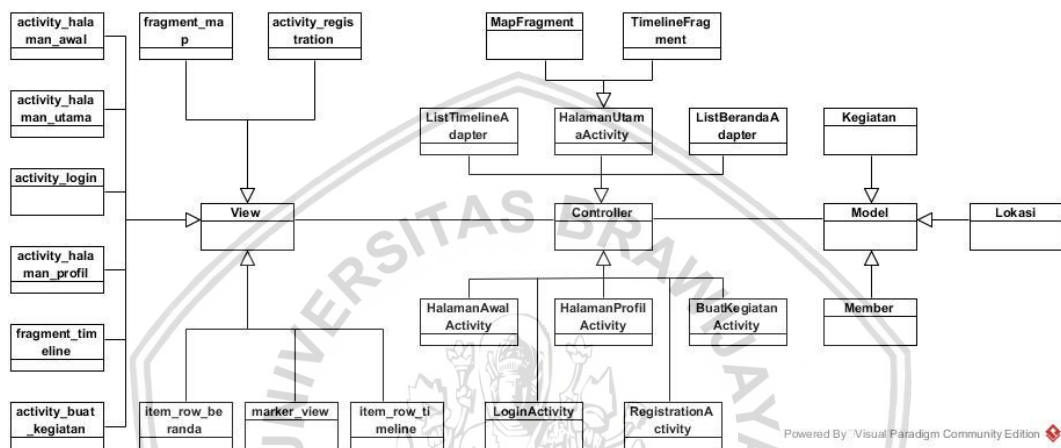 activity_hala
man_awal
fragment_ma
p
activity_regis
tration
MapFragment
TimelineFrag
ment
activity_hala
man_utama
ListTimelineA
dapter
HalamanUtam
aActivity
ListBerandaA
dapter
Kegiatan
activity_login
View
Controller
Model
Lokasi
activity_hala
man_profil
HalamanAwal
Activity
HalamanProfil
Activity
BuatKegiatan
Activity
Member
fragment_tim
eline
activity_buat
_kegiatan
item_row_be
randa
marker_view
item_row_ti
meline
LoginActivity
RegistrationA
ctivity
UNIVERSITAS BRAWIJAYA
Powered By Visual Paradigm Community Edition